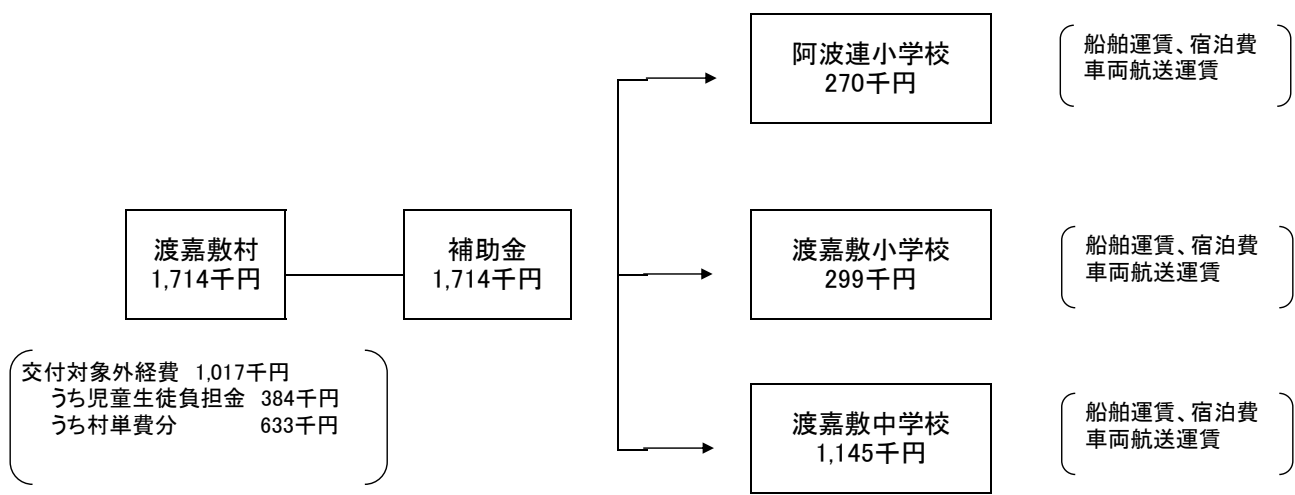 阿波連小学校
270千円
船舶運賃、宿泊費
車両航送運賃
渡嘉敷村
1,714千円
補助金
1,714千円
渡嘉敷小学校
299千円
船舶運賃、宿泊費
車両航送運賃
交付対象外経費 1,017千円
うち児童生徒負担金 384千円
うち村単費分 633千円
渡嘉敷中学校
1,145千円
船舶運賃、宿泊費
車両航送運賃